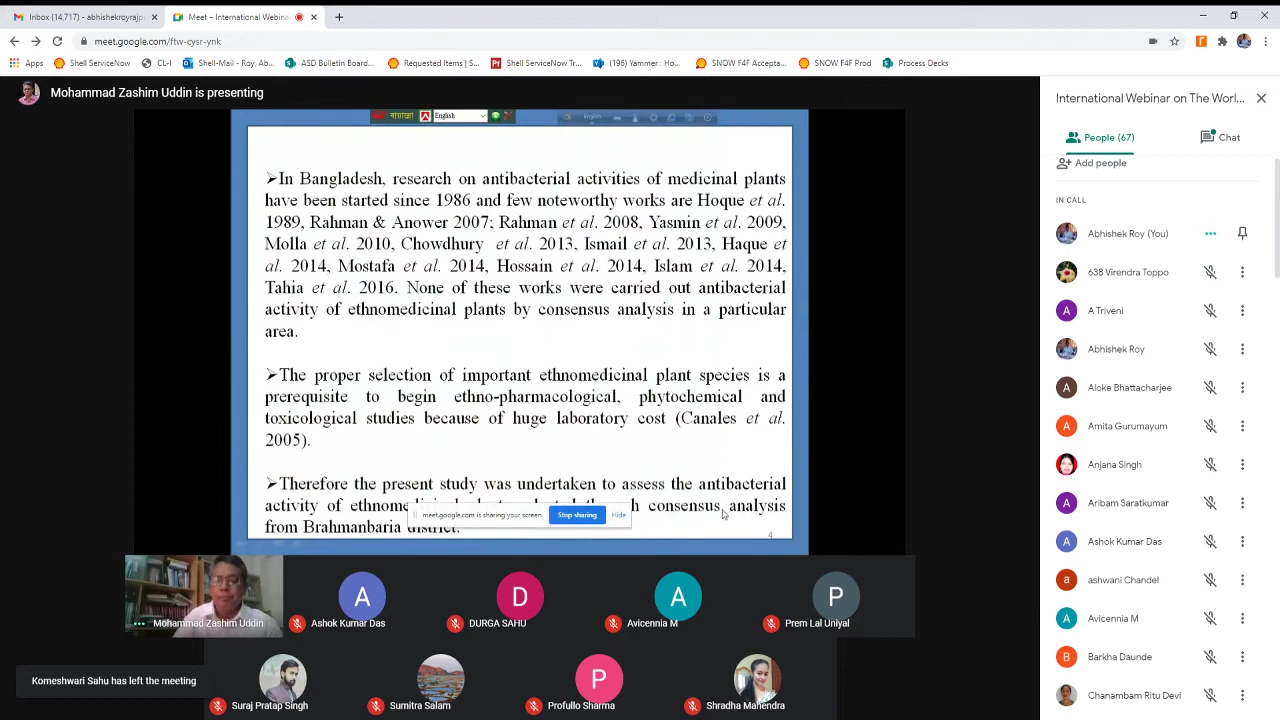 Inbox (14,717) - abhishekroyraj
Meet – International Webina
meet.google.com/ftw-cysr-ynk
Apps
Shell ServiceNow
CL-I
Shell-Mail - Roy, Ab...
ASD Bulletin Board...
Requested Items | S...
Shell ServiceNow Tr...
(196) Yammer : Ho...
SNOW F4F Accepta...
SNOW F4F Prod
Process Decks
Mohammad Zashim Uddin is presenting
English
English
➢In Bangladesh, research on antibacterial activities of medicinal plants
have been started since 1986 and few noteworthy works are Hoque et al.
1989, Rahman & Anower 2007; Rahman et al. 2008, Yasmin et al. 2009,
Molla et al. 2010, Chowdhury et al. 2013, Ismail et al. 2013, Haque et
al. 2014, Mostafa et al. 2014, Hossain et al. 2014, Islam et al. 2014,
Tahia et al. 2016. None of these works were carried out antibacterial
activity of ethnomedicinal plants by consensus analysis in a particular
area.
➢The proper selection of important ethnomedicinal plant species is a
prerequisite to begin ethno-pharmacological, phytochemical and
toxicological studies because of huge laboratory cost (Canales et al.
2005).
➢Therefore the present study was undertaken to assess the antibacterial
activity of consensus analysis
from Brahmanbaria district.
meet.google.com is sharing your screen.
Stop sharing
Hide
4
Mohammad Zashim Uddin
A
Ashok Kumar Das
D
DURGA SAHU
A
Avicennia M
P
Prem Lal Uniyal
Komeshwari Sahu has left the meeting
Suraj Pratap Singh
Sumitra Salam
P
Profullo Sharma
Shradha Mahendra
International Webinar on The Worl...
People (67)
Chat
Add people
IN CALL
Abhishek Roy (You)
638 Virendra Toppo
A
A Triveni
Abhishek Roy
A
Aloke Bhattacharjee
A
Amita Gurumayum
Anjana Singh
A
Aribam Saratkumar
A
Ashok Kumar Das
a
ashwani Chandel
A
Avicennia M
B
Barkha Daunde
Chanambam Ritu Devi